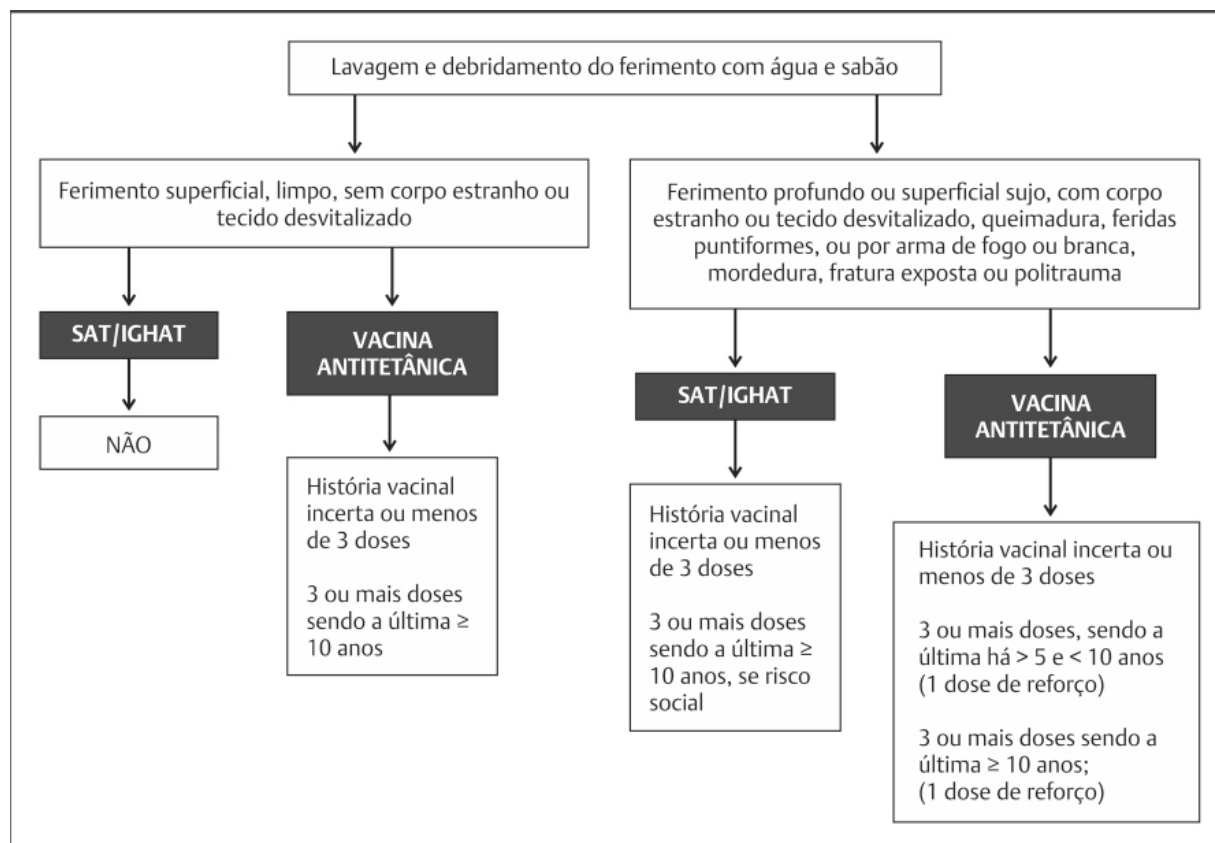 Lavagem e debridamento do ferimento com água e sabão
Ferimento superficial, limpo, sem corpo estranho ou
tecido desvitalizado
SAT/IGHAT
NÃO
VACINA
ANTITETÂNICA
História vacinal
incerta ou menos
de 3 doses
3 ou mais doses
sendo a última ≥
10 anos
Ferimento profundo ou superficial sujo, com corpo
estranho ou tecido desvitalizado, queimadura, feridas
puntiformes, ou por arma de fogo ou branca,
mordedura, fratura exposta ou politrauma
SAT/IGHAT
História vacinal
incerta ou menos
de 3 doses
3 ou mais doses
sendo a última ≥
10 anos, se risco
social
VACINA
ANTITETÂNICA
História vacinal incerta ou
menos de 3 doses
3 ou mais doses, sendo a
última há > 5 e < 10 anos
(1 dose de reforço)
3 ou mais doses sendo a
última ≥ 10 anos;
(1 dose de reforço)